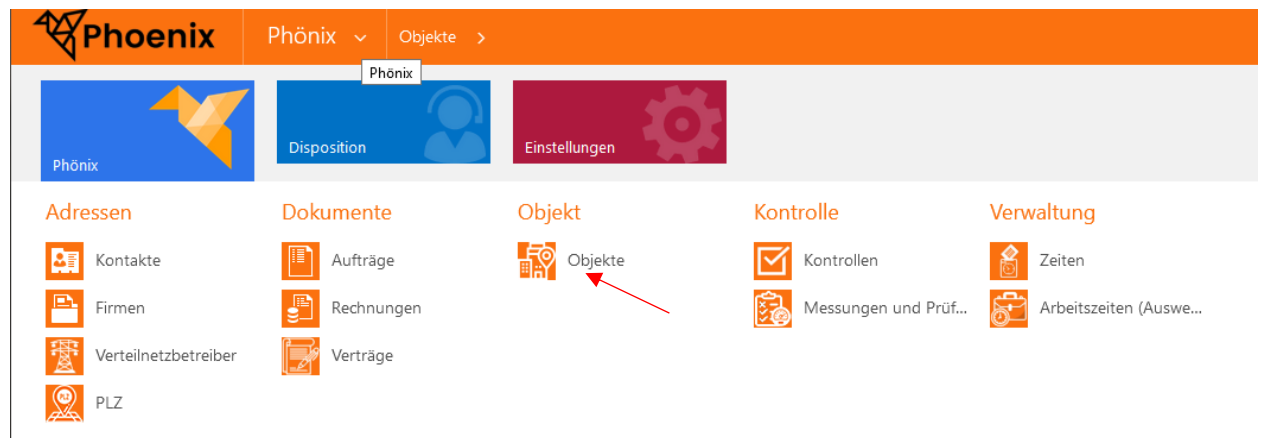 Phoenix
Phönix
Objekte
Phönix
Phönix
Disposition
Einstellungen
Adressen
Kontakte
Firmen
Verteilnetzbetreiber
PLZ
PLZ
Dokumente
Aufträge
Rechnungen
Verträge
Objekt
Objekte
Kontrolle
Kontrollen
Messungen und Prüf...
Verwaltung
Zeiten
Arbeitszeiten (Auswe...